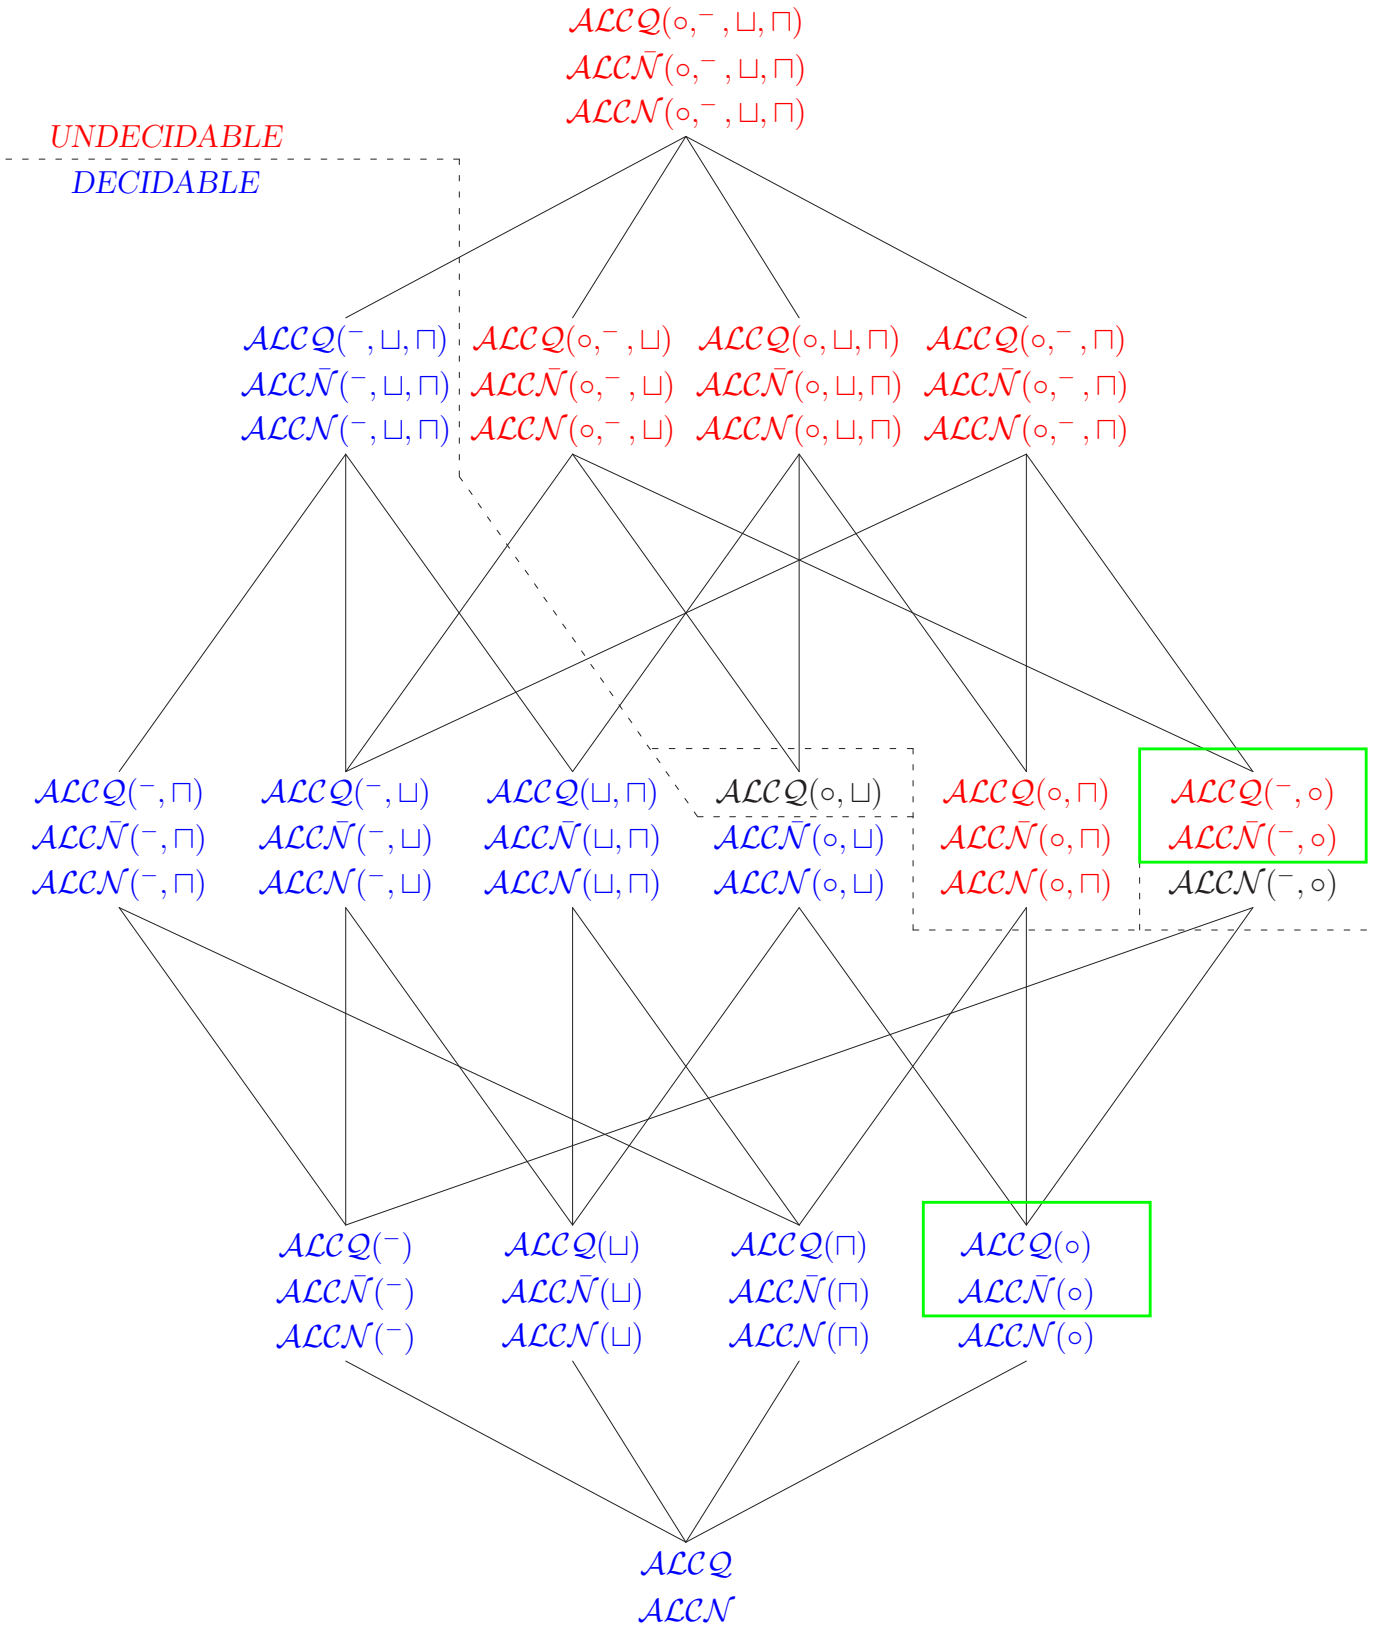 𝒜ℒ𝒞𝒬(∘,⁻,⊔,⊓)
𝒜ℒ𝒞𝒩̄(∘,⁻,⊔,⊓)
𝒜ℒ𝒞𝒩(∘,⁻,⊔,⊓)
UNDECIDABLE
DECIDABLE
𝒜ℒ𝒞𝒬(⁻,⊔,⊓) 𝒜ℒ𝒞𝒬(∘,⁻,⊔) 𝒜ℒ𝒞𝒬(∘,⊔,⊓) 𝒜ℒ𝒞𝒬(∘,⁻,⊓)
𝒜ℒ𝒞𝒩̄(⁻,⊔,⊓) 𝒜ℒ𝒞𝒩̄(∘,⁻,⊔) 𝒜ℒ𝒞𝒩̄(∘,⊔,⊓) 𝒜ℒ𝒞𝒩̄(∘,⁻,⊓)
𝒜ℒ𝒞𝒩(⁻,⊔,⊓) 𝒜ℒ𝒞𝒩(∘,⁻,⊔) 𝒜ℒ𝒞𝒩(∘,⊔,⊓) 𝒜ℒ𝒞𝒩(∘,⁻,⊓)
𝒜ℒ𝒞𝒬(⁻,⊓) 𝒜ℒ𝒞𝒬(⁻,⊔) 𝒜ℒ𝒞𝒬(⊔,⊓) 𝒜ℒ𝒞𝒬(∘,⊔) 𝒜ℒ𝒞𝒬(∘,⊓) 𝒜ℒ𝒞𝒬(⁻,∘)
𝒜ℒ𝒞𝒩̄(⁻,⊓) 𝒜ℒ𝒞𝒩̄(⁻,⊔) 𝒜ℒ𝒞𝒩̄(⊔,⊓) 𝒜ℒ𝒞𝒩̄(∘,⊔) 𝒜ℒ𝒞𝒩̄(∘,⊓) 𝒜ℒ𝒞𝒩̄(⁻,∘)
𝒜ℒ𝒞𝒩(⁻,⊓) 𝒜ℒ𝒞𝒩(⁻,⊔) 𝒜ℒ𝒞𝒩(⊔,⊓) 𝒜ℒ𝒞𝒩(∘,⊔) 𝒜ℒ𝒞𝒩(∘,⊓) 𝒜ℒ𝒞𝒩(⁻,∘)
𝒜ℒ𝒞𝒬(⁻) 𝒜ℒ𝒞𝒬(⊔) 𝒜ℒ𝒞𝒬(⊓) 𝒜ℒ𝒞𝒬(∘)
𝒜ℒ𝒞𝒩̄(⁻) 𝒜ℒ𝒞𝒩̄(⊔) 𝒜ℒ𝒞𝒩̄(⊓) 𝒜ℒ𝒞𝒩̄(∘)
𝒜ℒ𝒞𝒩(⁻) 𝒜ℒ𝒞𝒩(⊔) 𝒜ℒ𝒞𝒩(⊓) 𝒜ℒ𝒞𝒩(∘)
𝒜ℒ𝒞𝒬
𝒜ℒ𝒞𝒩